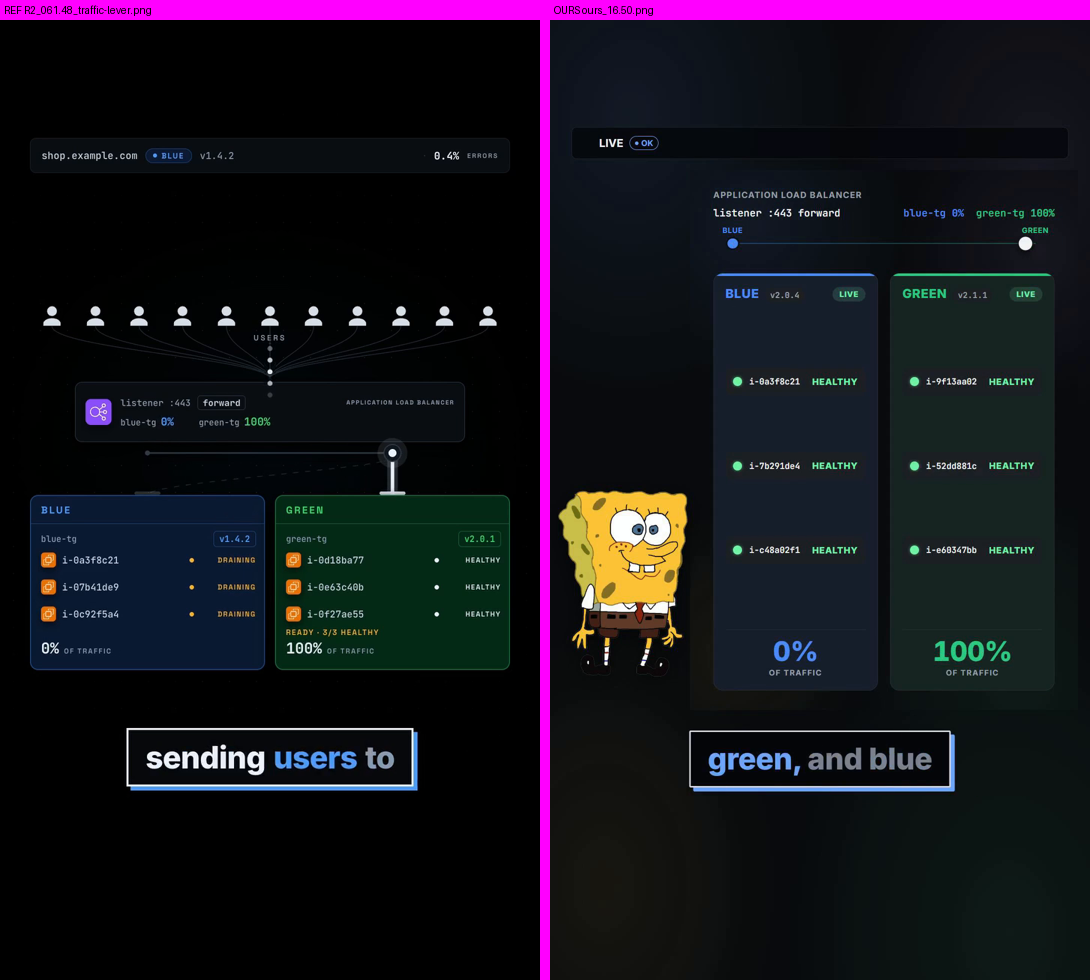 REF R2_061.48_traffic-lever.png
shop.example.com BLUE v1.4.2 0.4% ERRORS
USERS
listener :443 forward APPLICATION LOAD BALANCER
blue-tg 0% green-tg 100%
BLUE
blue-tg v1.4.2
i-0a3f8c21 DRAINING
i-07b41de9 DRAINING
i-0c92f5a4 DRAINING
0% OF TRAFFIC
GREEN
green-tg v2.0.1
i-0d18ba77 HEALTHY
i-0e63c40b HEALTHY
i-0f27ae55 HEALTHY
READY · 3/3 HEALTHY
100% OF TRAFFIC
sending users to
OURS ours_16.50.png
LIVE OK
APPLICATION LOAD BALANCER
listener :443 forward blue-tg 0% green-tg 100%
BLUE GREEN
BLUE v2.0.4 LIVE
i-0a3f8c21 HEALTHY
i-7b291de4 HEALTHY
i-c48a02f1 HEALTHY
0%
OF TRAFFIC
GREEN v2.1.1 LIVE
i-9f13aa02 HEALTHY
i-52dd881c HEALTHY
i-e60347bb HEALTHY
100%
OF TRAFFIC
green, and blue